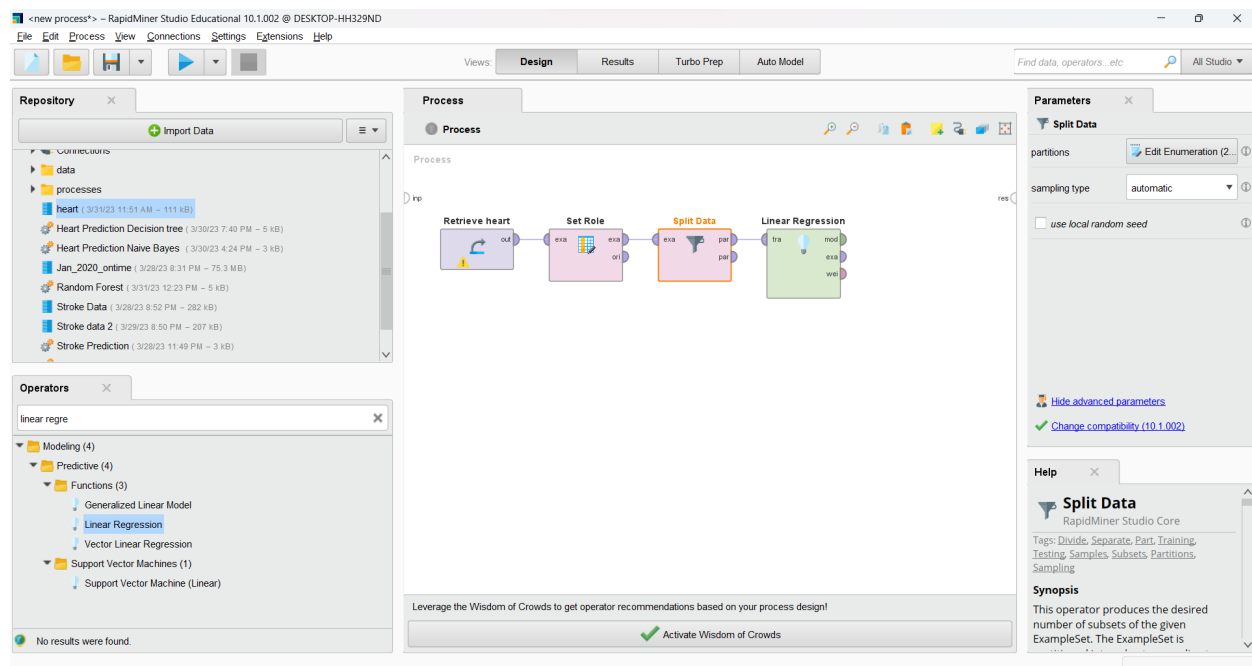 <new process*> – RapidMiner Studio Educational 10.1.002 @ DESKTOP-HH329ND
File Edit Process View Connections Settings Extensions Help
Views: Design Results Turbo Prep Auto Model
Find data, operators...etc
All Studio
Repository
Import Data
Connections
data
processes
heart ( 3/31/23 11:51 AM – 111 kB)
Heart Prediction Decision tree ( 3/30/23 7:40 PM – 5 kB)
Heart Prediction Naive Bayes ( 3/30/23 4:24 PM – 3 kB)
Jan_2020_ontime ( 3/28/23 8:31 PM – 75.3 MB)
Random Forest ( 3/31/23 12:23 PM – 5 kB)
Stroke Data ( 3/28/23 8:52 PM – 282 kB)
Stroke data 2 ( 3/29/23 8:50 PM – 207 kB)
Stroke Prediction ( 3/28/23 11:49 PM – 3 kB)
Operators
linear regre
Modeling (4)
Predictive (4)
Functions (3)
Generalized Linear Model
Linear Regression
Vector Linear Regression
Support Vector Machines (1)
Support Vector Machine (Linear)
No results were found.
Process
Process
Process
inp
res
Retrieve heart
out
Set Role
exa exa
ori
Split Data
exa par
par
Linear Regression
tra mod
exa
wei
Leverage the Wisdom of Crowds to get operator recommendations based on your process design!
Activate Wisdom of Crowds
Parameters
Split Data
partitions
Edit Enumeration (2...
sampling type
automatic
use local random seed
Hide advanced parameters
Change compatibility (10.1.002)
Help
Split Data
RapidMiner Studio Core
Tags: Divide, Separate, Part, Training,
Testing, Samples, Subsets, Partitions,
Sampling
Synopsis
This operator produces the desired
number of subsets of the given
ExampleSet. The ExampleSet is